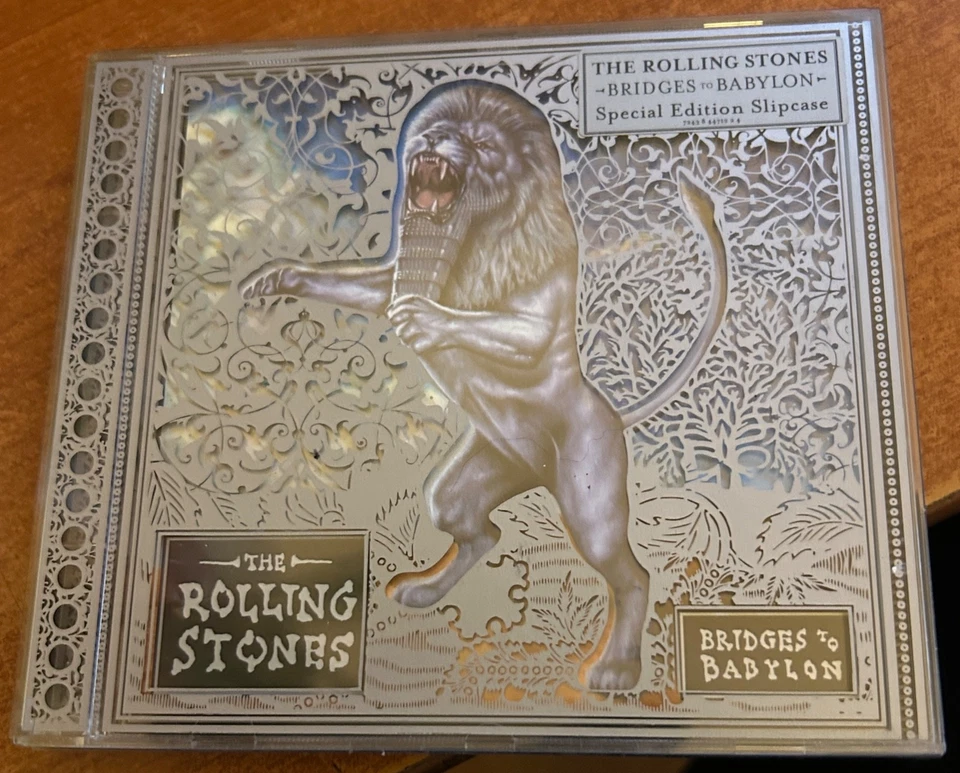 THE ROLLING STONES
BRIDGES TO BABYLON
Special Edition Slipcase
THE
ROLLING
STONES
BRIDGES TO
BABYLON